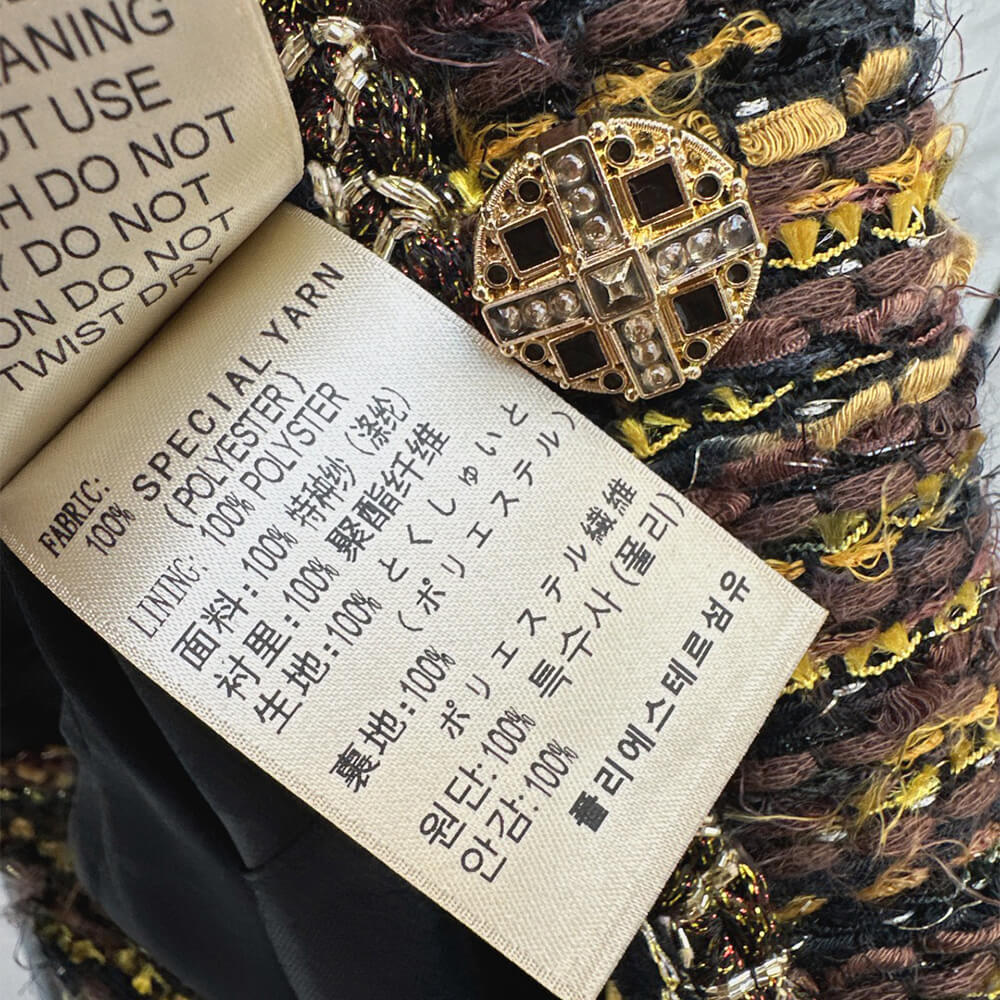 ANING
OT USE
H DO NOT
Y DO NOT
ON DO NOT
TWIST DRY
FABRIC:
100% SPECIAL YARN
(POLYESTER)
LINING: 100% POLYSTER
面料:100% 特种纱 (涤纶)
衬里:100% 聚酯纤维
生地:100% とくしゅいと
(ポリエステル)
裏地:100%
ポリエステル繊維
원단:100% 특수사 (폴리)
안감:100%
폴리에스테르섬유